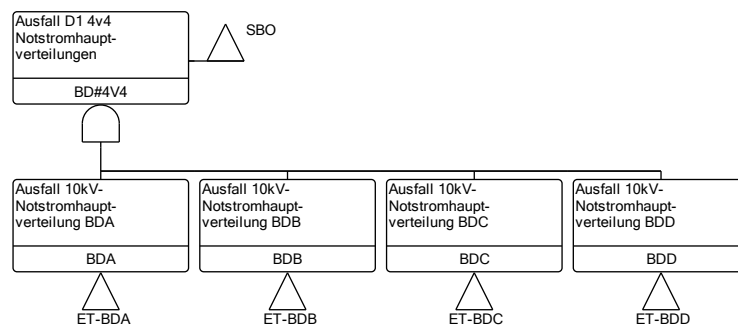 Ausfall D1 4v4
Notstromhaupt-
verteilungen
BD#4V4
SBO
Ausfall 10kV-
Notstromhaupt-
verteilung BDA
BDA
ET-BDA
Ausfall 10kV-
Notstromhaupt-
verteilung BDB
BDB
ET-BDB
Ausfall 10kV-
Notstromhaupt-
verteilung BDC
BDC
ET-BDC
Ausfall 10kV-
Notstromhaupt-
verteilung BDD
BDD
ET-BDD